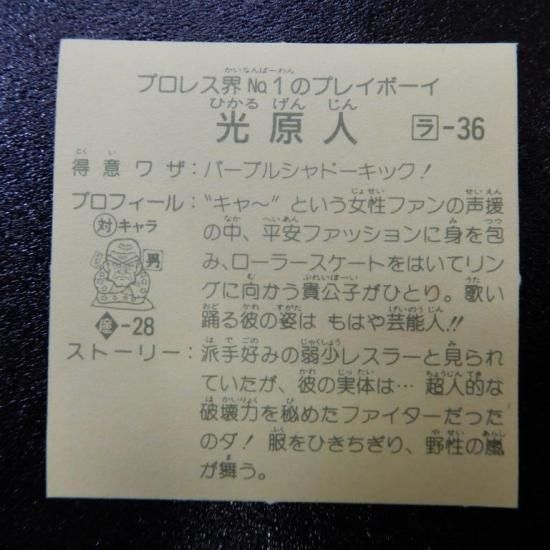 プロレス界No.1のプレイボーイ
光原人 ラ-36
得意ワザ:パープルシャドーキック!
プロフィール:“キャ〜”という女性ファンの声援
の中、平安ファッションに身を包
み、ローラースケートをはいてリン
グに向かう貴公子がひとり。歌い
踊る彼の姿は もはや芸能人!!
対キャラ
男
-28
ストーリー:派手好みの弱少レスラーと見られ
ていたが、彼の実体は… 超人的な
破壊力を秘めたファイターだった
のダ! 服をひきちぎり、野性の嵐
が舞う。